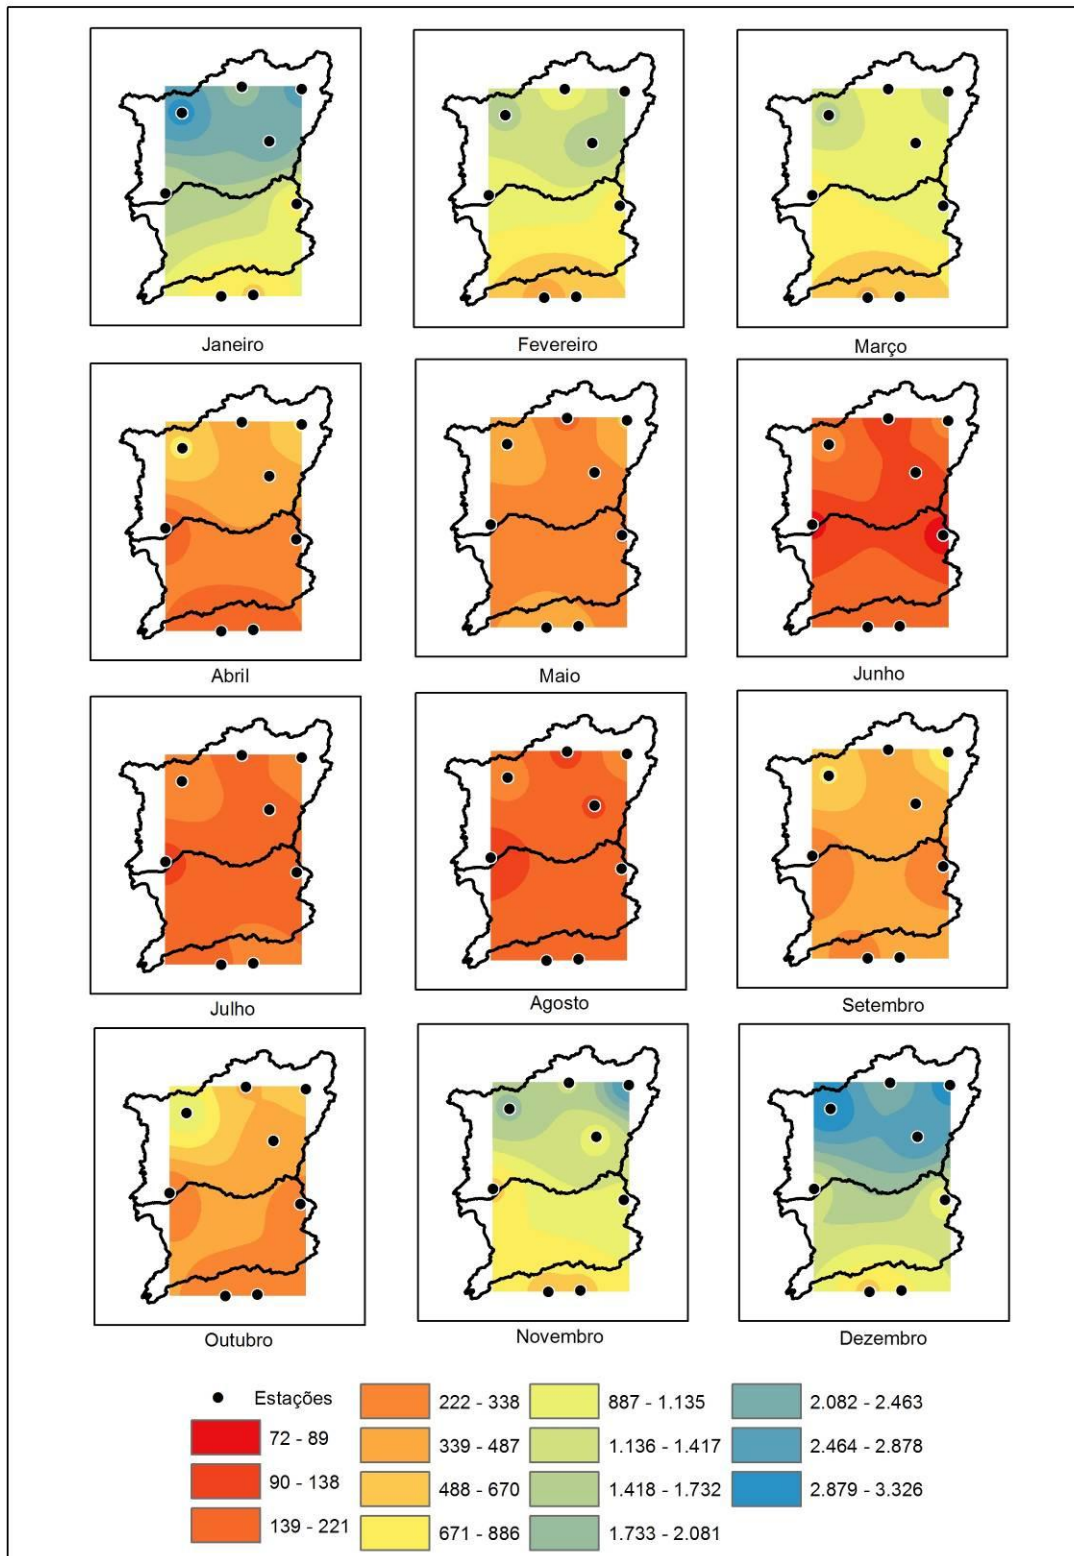 Janeiro
Fevereiro
Março
Abril
Maio
Junho
Julho
Agosto
Setembro
Outubro
Novembro
Dezembro
Estações
72 - 89
90 - 138
139 - 221
222 - 338
339 - 487
488 - 670
671 - 886
887 - 1.135
1.136 - 1.417
1.418 - 1.732
1.733 - 2.081
2.082 - 2.463
2.464 - 2.878
2.879 - 3.326